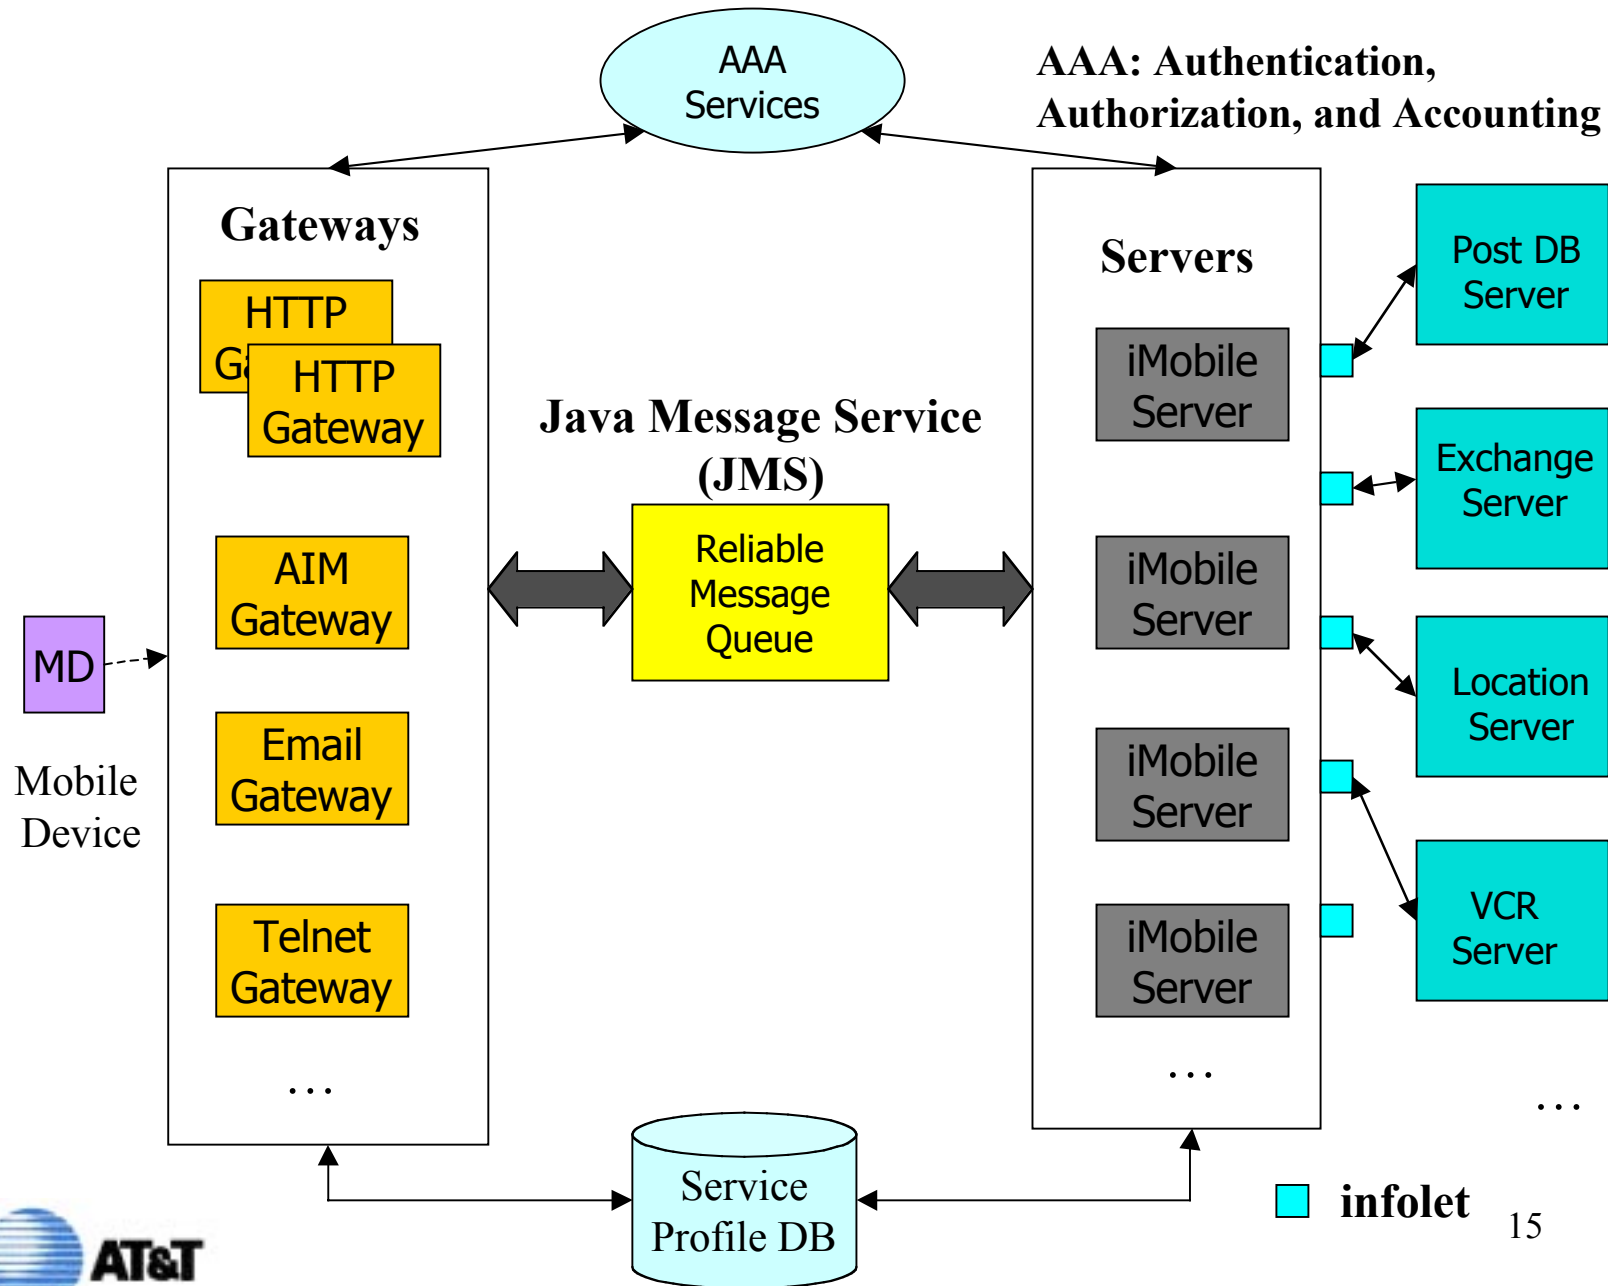 AAA
Services
AAA: Authentication,
Authorization, and Accounting
Gateways
HTTP
Ga
HTTP
Gateway
AIM
Gateway
Email
Gateway
Telnet
Gateway
…
MD
Mobile
Device
Java Message Service
(JMS)
Reliable
Message
Queue
Servers
iMobile
Server
iMobile
Server
iMobile
Server
iMobile
Server
…
Post DB
Server
Exchange
Server
Location
Server
VCR
Server
…
Service
Profile DB
infolet
15
AT&T